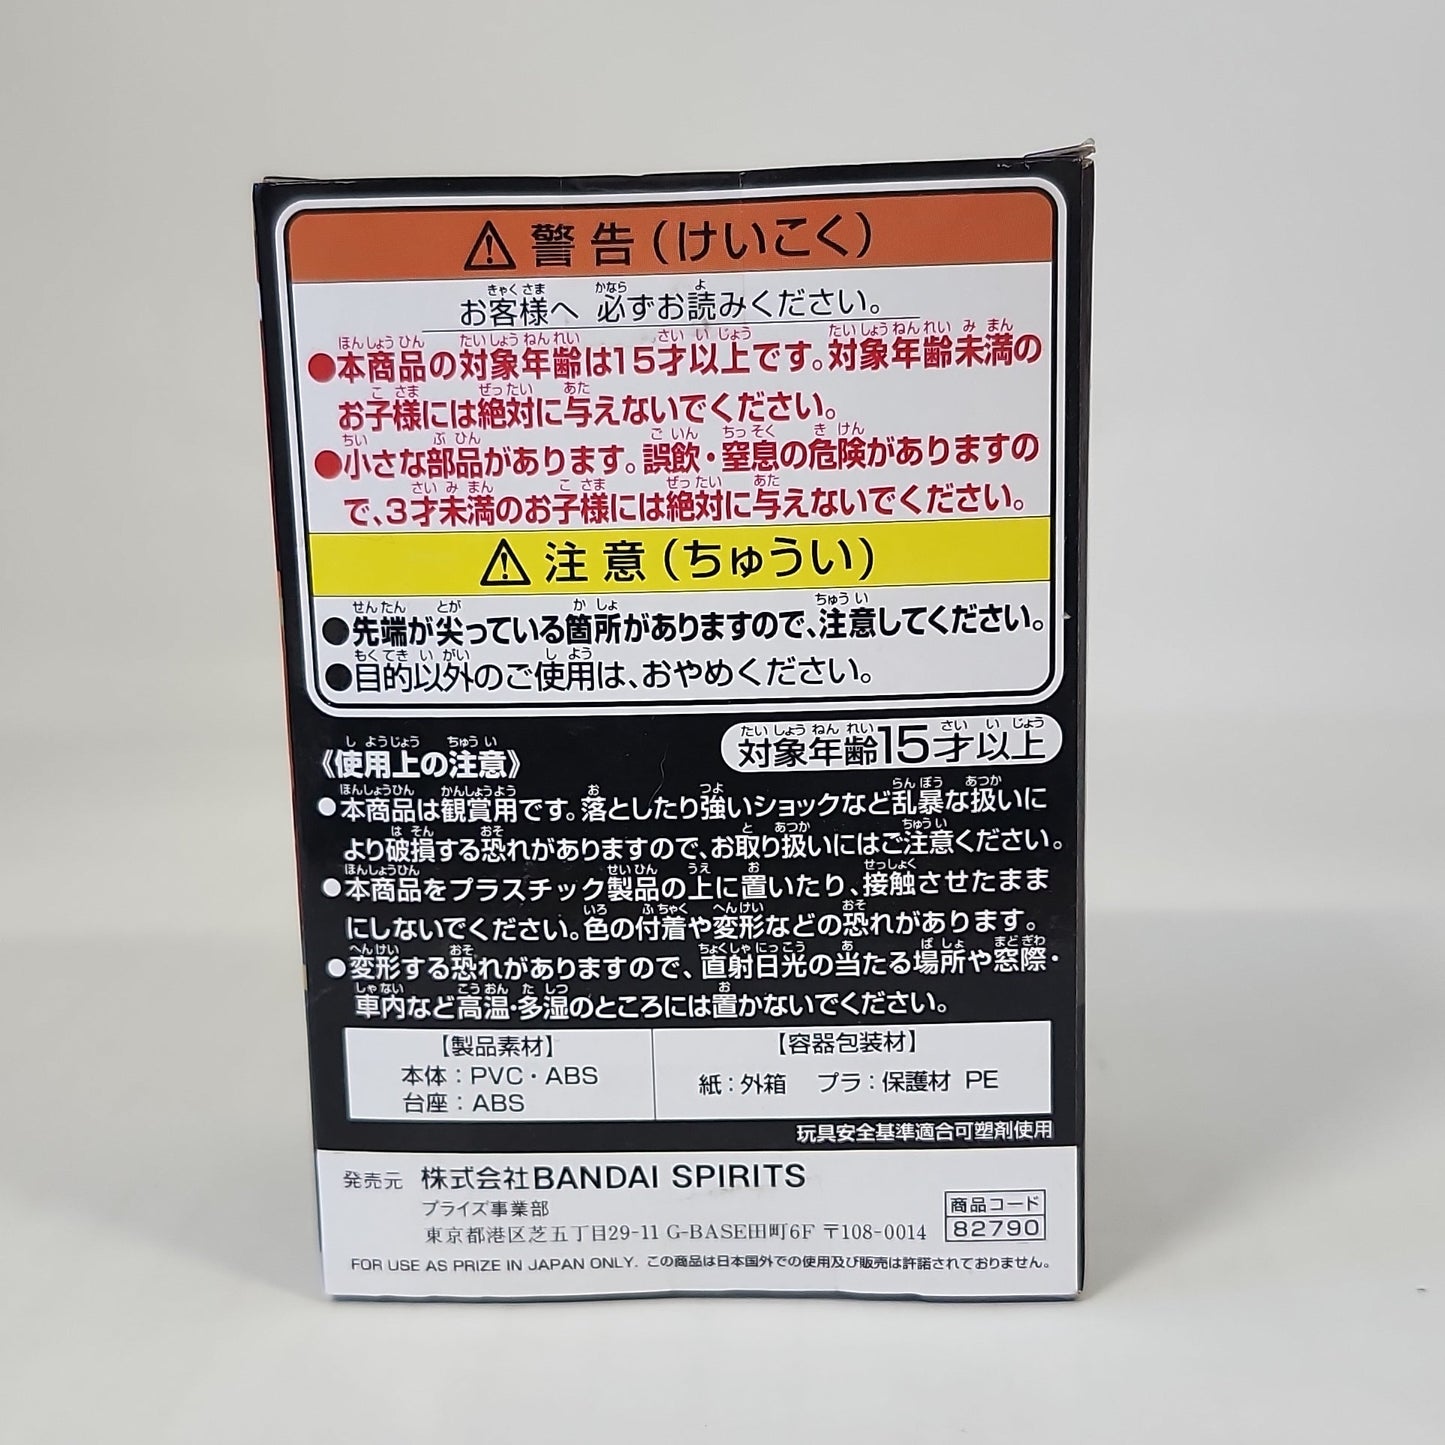 ⚠警告(けいこく)
お客様へ 必ずお読みください。
●本商品の対象年齢は15才以上です。対象年齢未満の
お子様には絶対に与えないでください。
●小さな部品があります。誤飲・窒息の危険がありますの
で、3才未満のお子様には絶対に与えないでください。
⚠注意(ちゅうい)
●先端が尖っている箇所がありますので、注意してください。
●目的以外のご使用は、おやめください。
対象年齢15才以上
《使用上の注意》
●本商品は観賞用です。落としたり強いショックなど乱暴な扱いに
より破損する恐れがありますので、お取り扱いにはご注意ください。
●本商品をプラスチック製品の上に置いたり、接触させたまま
にしないでください。色の付着や変形などの恐れがあります。
●変形する恐れがありますので、直射日光の当たる場所や窓際・
車内など高温・多湿のところには置かないでください。
【製品素材】
本体:PVC・ABS
台座:ABS
【容器包装材】
紙:外箱 プラ:保護材 PE
玩具安全基準適合可塑剤使用
発売元 株式会社BANDAI SPIRITS
プライズ事業部
東京都港区芝五丁目29-11 G-BASE田町6F 〒108-0014
商品コード
82790
FOR USE AS PRIZE IN JAPAN ONLY. この商品は日本国外での使用及び販売は許諾されておりません。